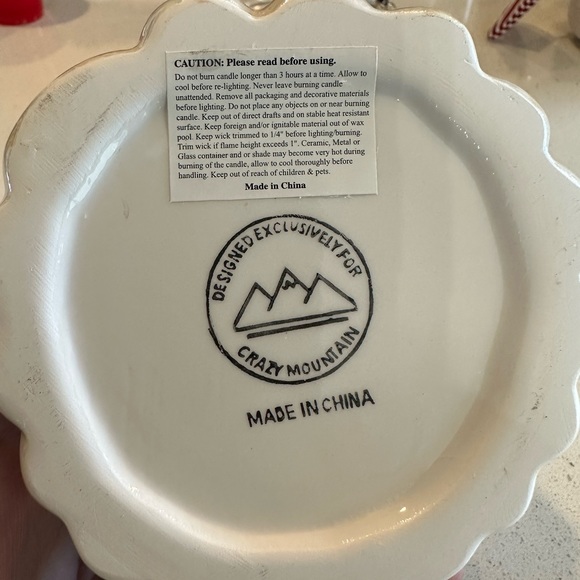 CAUTION: Please read before using.
Do not burn candle longer than 3 hours at a time. Allow to
cool before re-lighting. Never leave burning candle
unattended. Remove all packaging and decorative materials
before lighting. Do not place any objects on or near burning
candle. Keep out of direct drafts and on stable heat resistant
surface. Keep foreign and/or ignitable material out of wax
pool. Keep wick trimmed to 1/4" before lighting/burning.
Trim wick if flame height exceeds 1". Ceramic, Metal or
Glass container and or shade may become very hot during
burning of the candle, allow to cool thoroughly before
handling. Keep out of reach of children & pets.
Made in China
DESIGNED EXCLUSIVELY FOR
CRAZY MOUNTAIN
MADE IN CHINA